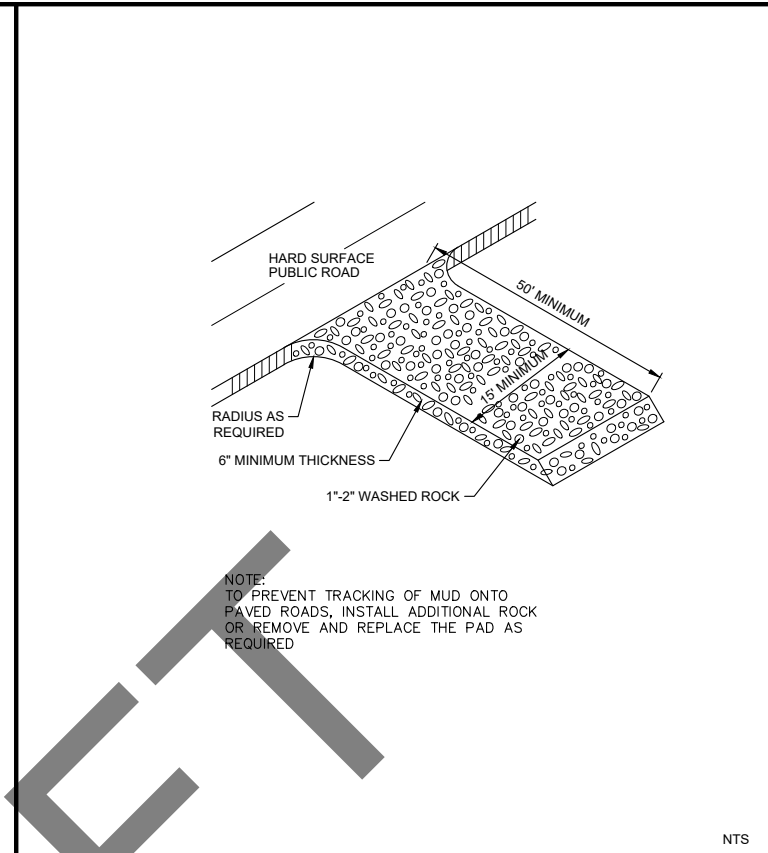 HARD SURFACE
PUBLIC ROAD
50' MINIMUM
15' MINIMUM
RADIUS AS
REQUIRED
6" MINIMUM THICKNESS
1"-2" WASHED ROCK
NOTE:
TO PREVENT TRACKING OF MUD ONTO
PAVED ROADS, INSTALL ADDITIONAL ROCK
OR REMOVE AND REPLACE THE PAD AS
REQUIRED
NTS